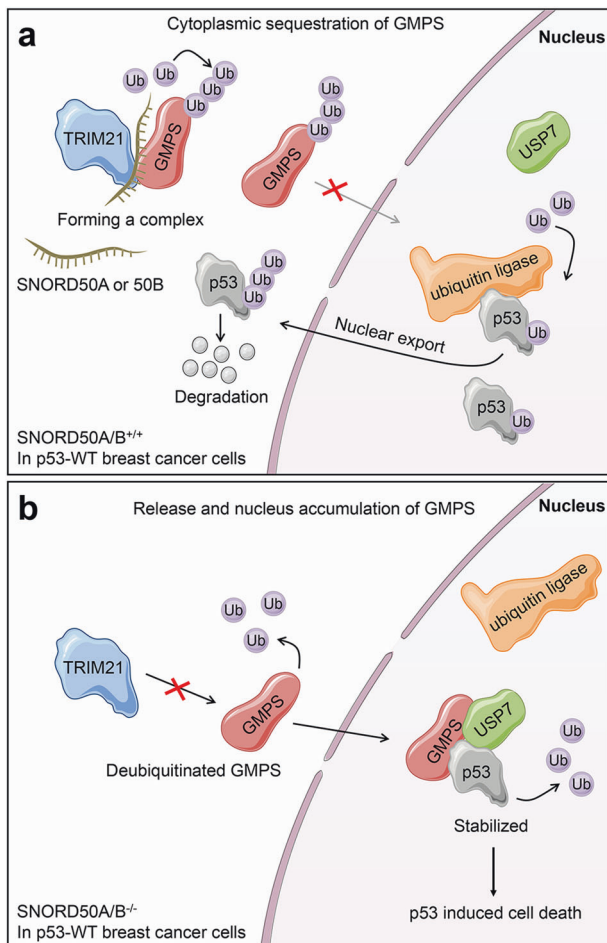 a
Cytoplasmic sequestration of GMPS
Nucleus
Ub
Ub
Ub
Ub
Ub
TRIM21
GMPS
Forming a complex
SNORD50A or 50B
Ub
Ub
Ub
GMPS
USP7
Ub
Ub
ubiquitin ligase
p53
Ub
Nuclear export
p53
Ub
Ub
Ub
Degradation
p53
Ub
SNORD50A/B+/+
In p53-WT breast cancer cells
b
Release and nucleus accumulation of GMPS
Nucleus
ubiquitin ligase
Ub
Ub
Ub
TRIM21
GMPS
Deubiquitinated GMPS
GMPS
USP7
p53
Ub
Ub
Ub
Stabilized
p53 induced cell death
SNORD50A/B-/-
In p53-WT breast cancer cells